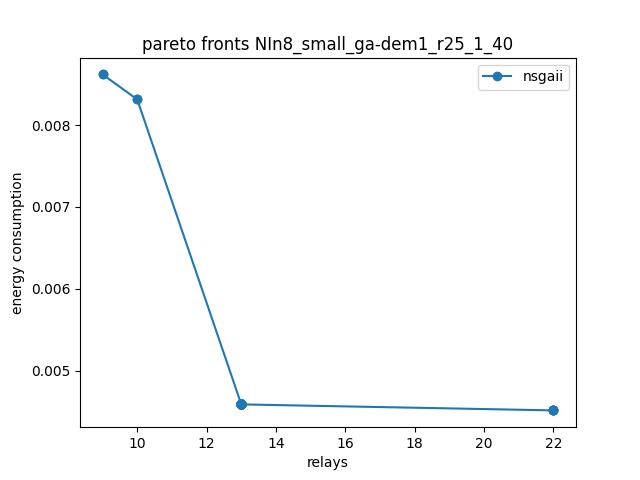 pareto fronts NIn8_small_ga-dem1_r25_1_40
nsgaii
0.008
0.007
0.006
0.005
energy consumption
10 12 14 16 18 20 22
relays